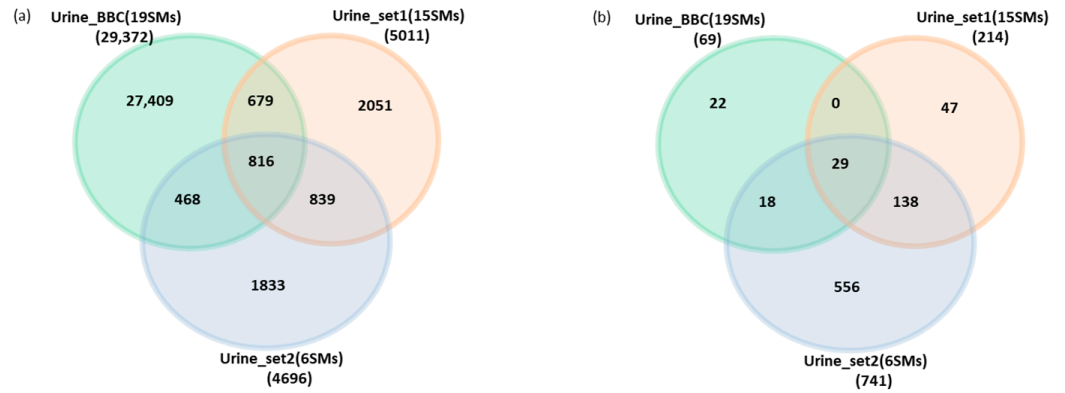 (a)
Urine_BBC(19SMs)
(29,372)
Urine_set1(15SMs)
(5011)
27,409
679
2051
816
468
839
1833
Urine_set2(6SMs)
(4696)
(b)
Urine_BBC(19SMs)
(69)
Urine_set1(15SMs)
(214)
22
0
47
29
18
138
556
Urine_set2(6SMs)
(741)